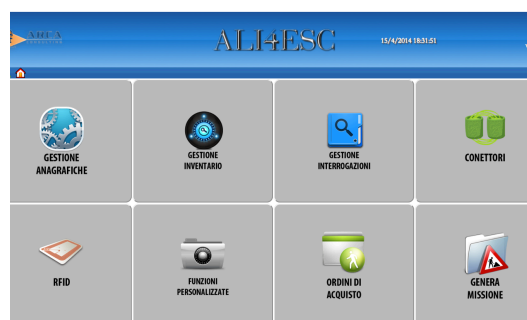 AREA
ALI4ESC
15/4/2014 18:31:51
GESTIONE
ANAGRAFICHE
GESTIONE
INVENTARIO
GESTIONE
INTERROGAZIONI
CONETTORI
RFID
FUNZIONI
PERSONALIZZATE
ORDINI DI
ACQUISTO
GENERA
MISSIONE